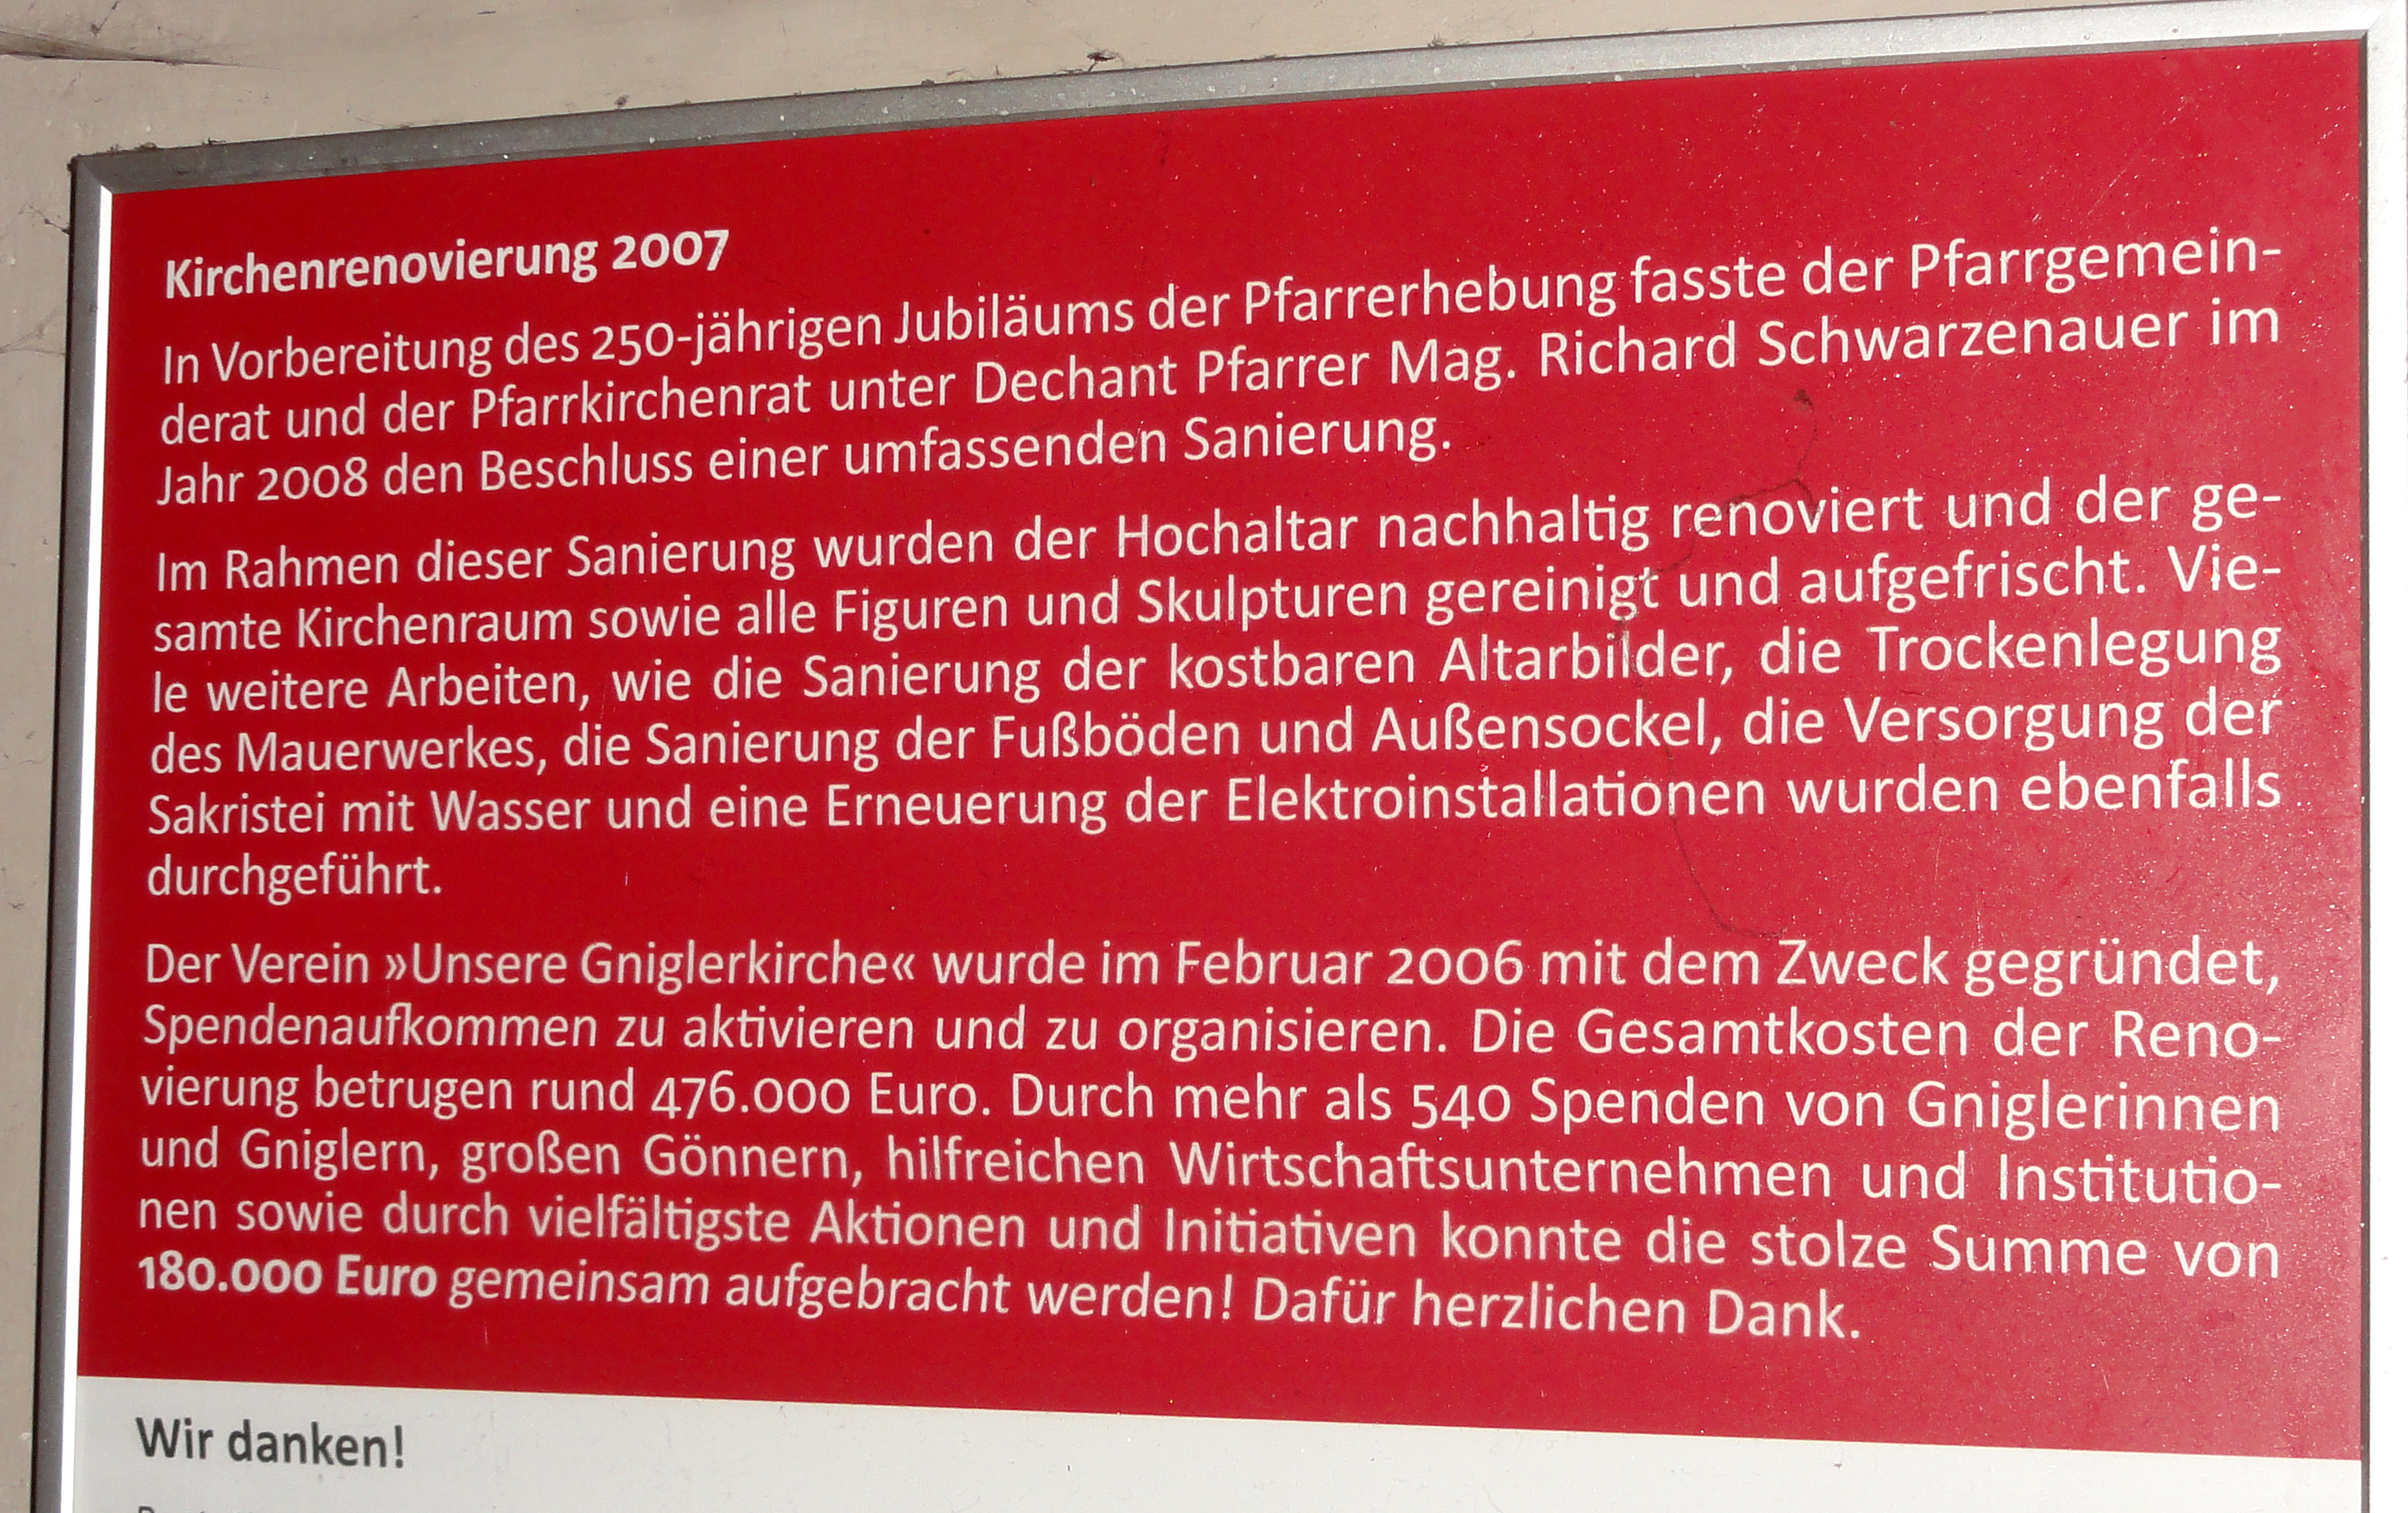 Kirchenrenovierung 2007
In Vorbereitung des 250-jährigen Jubiläums der Pfarrerhebung fasste der Pfarrgemein-
derat und der Pfarrkirchenrat unter Dechant Pfarrer Mag. Richard Schwarzenauer im
Jahr 2008 den Beschluss einer umfassenden Sanierung.
Im Rahmen dieser Sanierung wurden der Hochaltar nachhaltig renoviert und der ge-
samte Kirchenraum sowie alle Figuren und Skulpturen gereinigt und aufgefrischt. Vie-
le weitere Arbeiten, wie die Sanierung der kostbaren Altarbilder, die Trockenlegung
des Mauerwerkes, die Sanierung der Fußböden und Außensockel, die Versorgung der
Sakristei mit Wasser und eine Erneuerung der Elektroinstallationen wurden ebenfalls
durchgeführt.
Der Verein »Unsere Gniglerkirche« wurde im Februar 2006 mit dem Zweck gegründet,
Spendenaufkommen zu aktivieren und zu organisieren. Die Gesamtkosten der Reno-
vierung betrugen rund 476.000 Euro. Durch mehr als 540 Spenden von Gniglerinnen
und Gniglern, großen Gönnern, hilfreichen Wirtschaftsunternehmen und Institutio-
nen sowie durch vielfältigste Aktionen und Initiativen konnte die stolze Summe von
180.000 Euro gemeinsam aufgebracht werden! Dafür herzlichen Dank.
Wir danken!